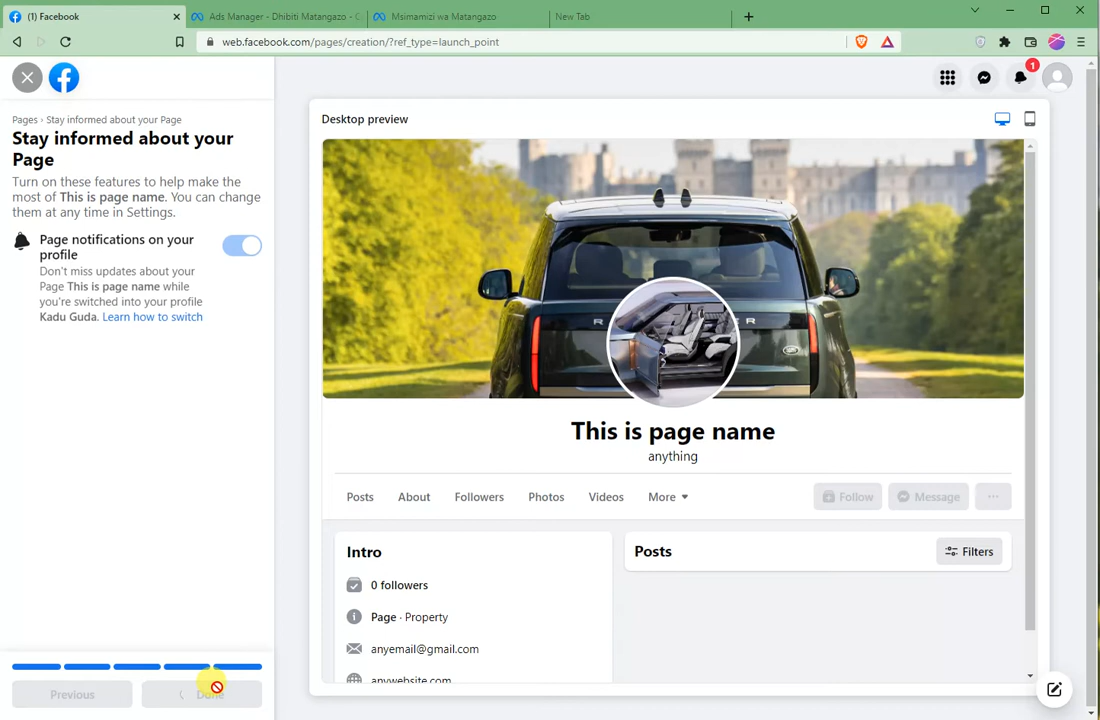 (1) Facebook
Ads Manager - Dhibiti Matangazo - C
Msimamizi wa Matangazo
New Tab
web.facebook.com/pages/creation/?ref_type=launch_point
1
Pages › Stay informed about your Page
Stay informed about your
Page
Turn on these features to help make the
most of This is page name. You can change
them at any time in Settings.
Page notifications on your
profile
Don't miss updates about your
Page This is page name while
you're switched into your profile
Kadu Guda. Learn how to switch
Previous
Done
Desktop preview
This is page name
anything
Posts
About
Followers
Photos
Videos
More
Follow
Message
Intro
0 followers
Page · Property
anyemail@gmail.com
anywebsite.com
Posts
Filters